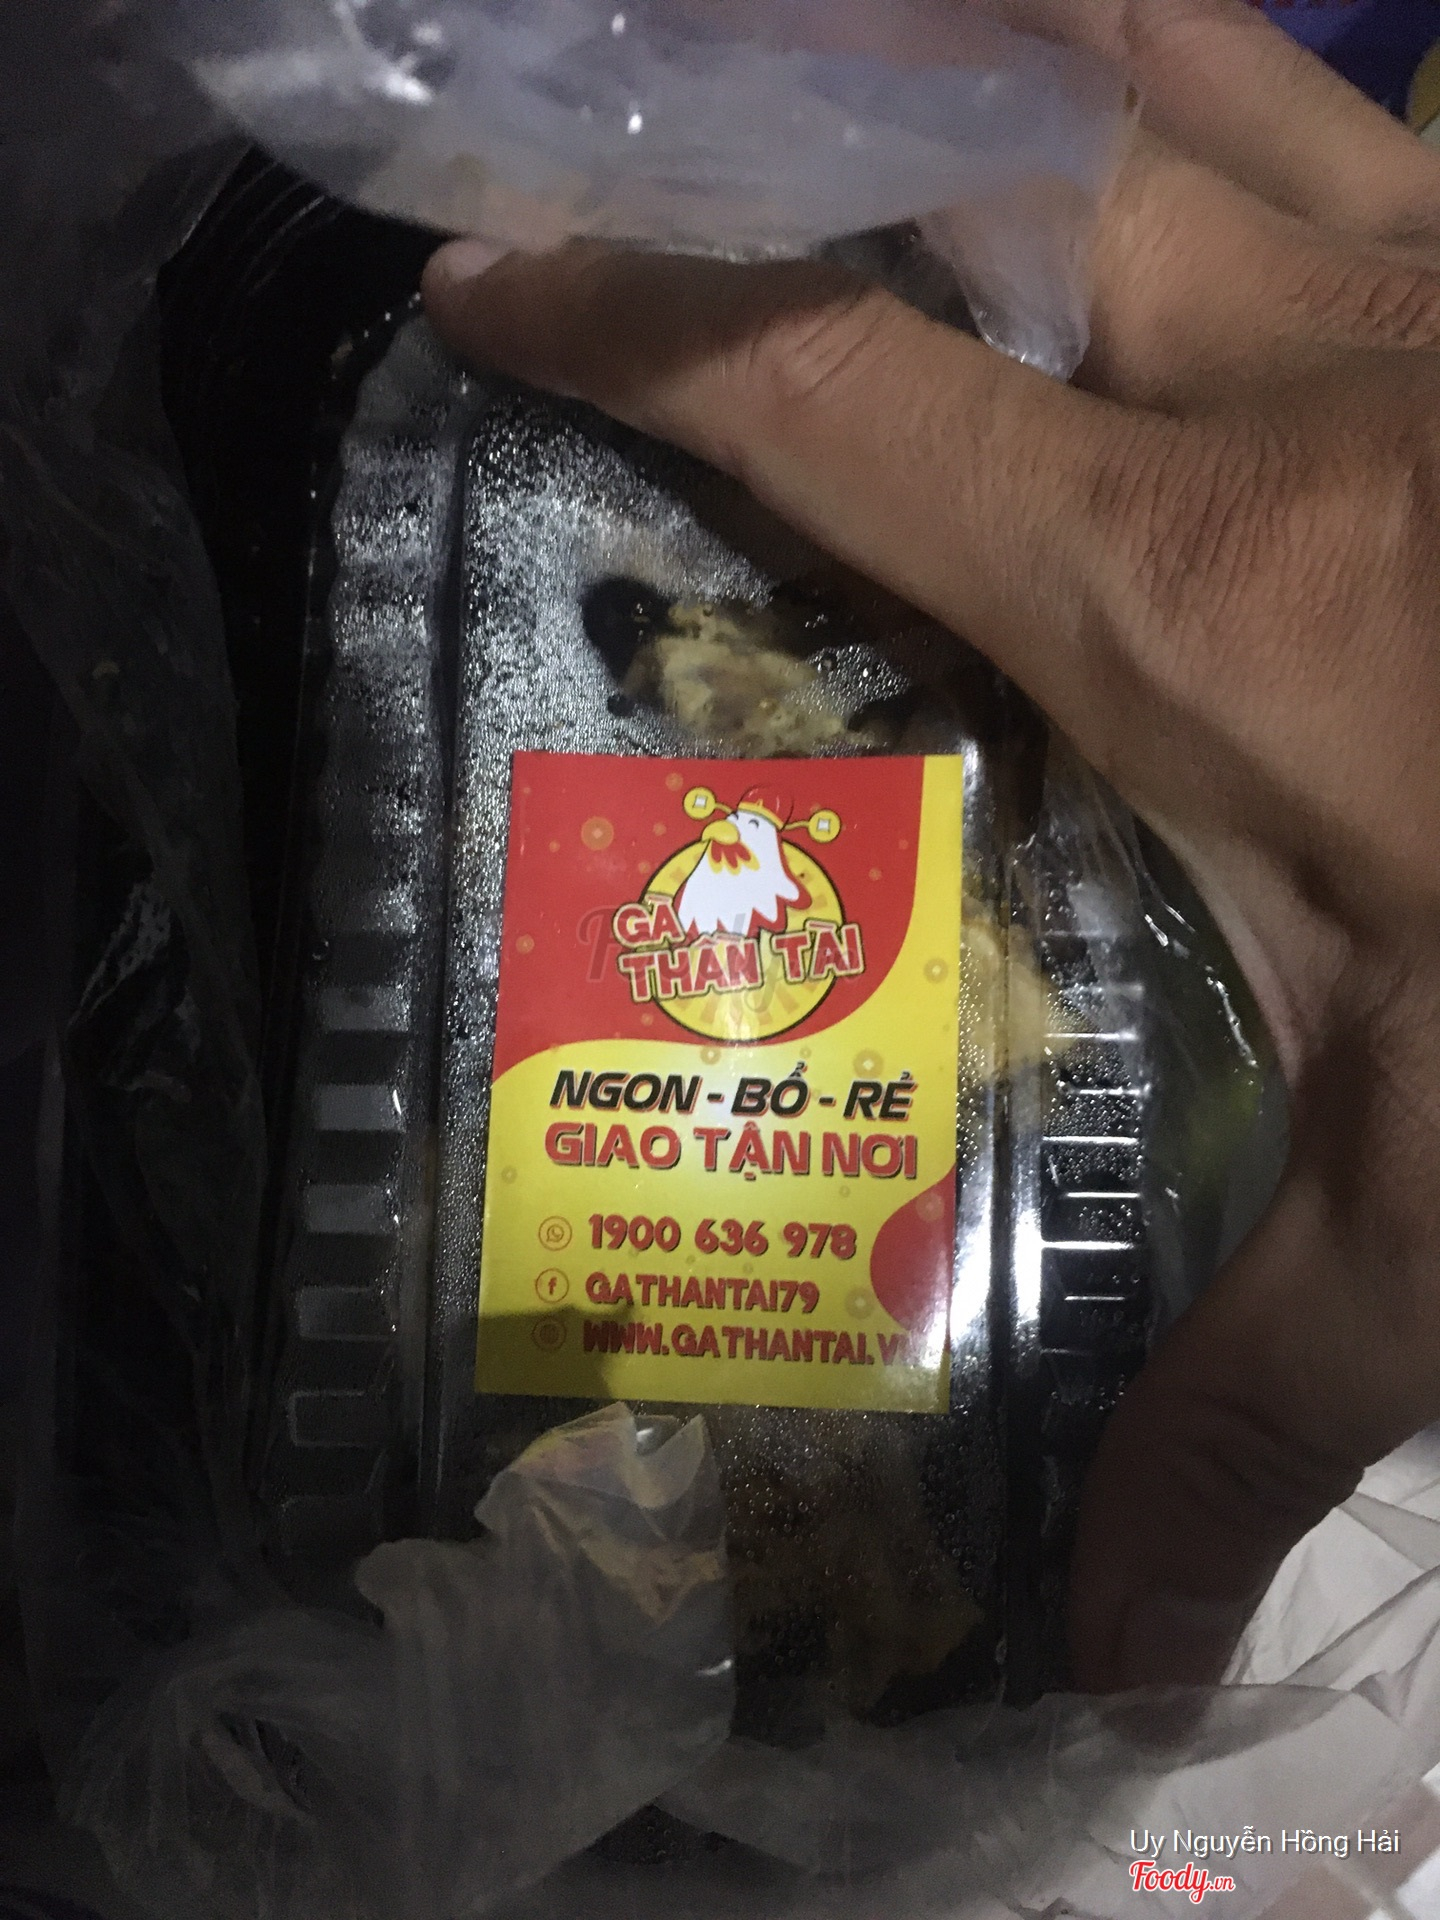 GÀ
THẦN TÀI
NGON - BỔ - RẺ
GIAO TẬN NƠI
1900 636 978
GATHANTAI79
WWW.GATHANTAI.VN
Uy Nguyễn Hồng Hải
Foody.vn